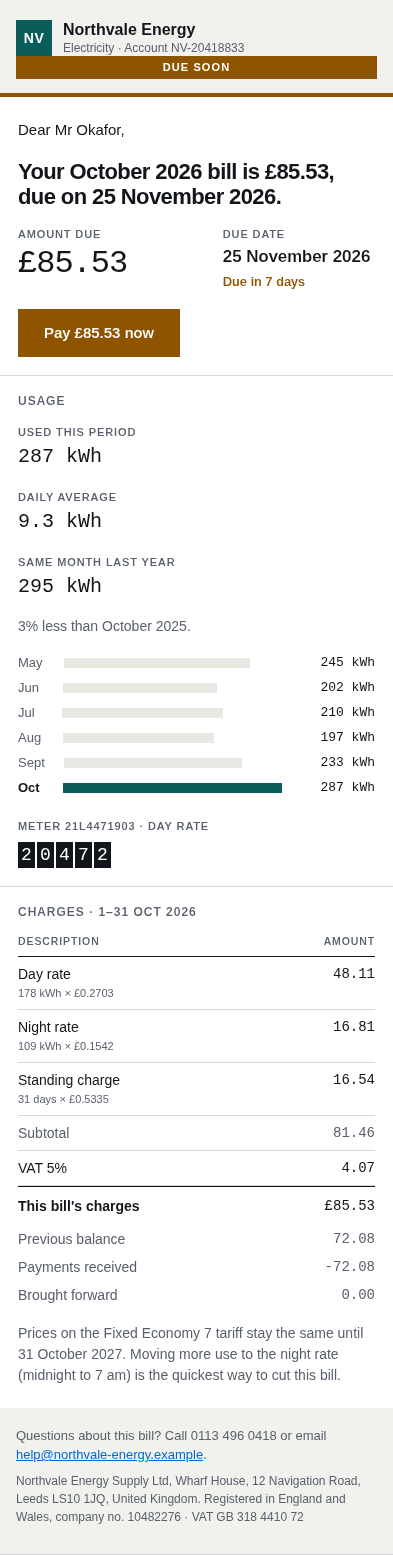 NV
Northvale Energy
Electricity · Account NV-20418833
DUE SOON
Dear Mr Okafor,
Your October 2026 bill is £85.53,
due on 25 November 2026.
AMOUNT DUE
£85.53
DUE DATE
25 November 2026
Due in 7 days
Pay £85.53 now
USAGE
USED THIS PERIOD
287 kWh
DAILY AVERAGE
9.3 kWh
SAME MONTH LAST YEAR
295 kWh
3% less than October 2025.
May 245 kWh
Jun 202 kWh
Jul 210 kWh
Aug 197 kWh
Sept 233 kWh
Oct 287 kWh
METER 21L4471903 · DAY RATE
20472
CHARGES · 1–31 OCT 2026
DESCRIPTION AMOUNT
Day rate 48.11
178 kWh × £0.2703
Night rate 16.81
109 kWh × £0.1542
Standing charge 16.54
31 days × £0.5335
Subtotal 81.46
VAT 5% 4.07
This bill's charges £85.53
Previous balance 72.08
Payments received -72.08
Brought forward 0.00
Prices on the Fixed Economy 7 tariff stay the same until
31 October 2027. Moving more use to the night rate
(midnight to 7 am) is the quickest way to cut this bill.
Questions about this bill? Call 0113 496 0418 or email
help@northvale-energy.example.
Northvale Energy Supply Ltd, Wharf House, 12 Navigation Road,
Leeds LS10 1JQ, United Kingdom. Registered in England and
Wales, company no. 10482276 · VAT GB 318 4410 72